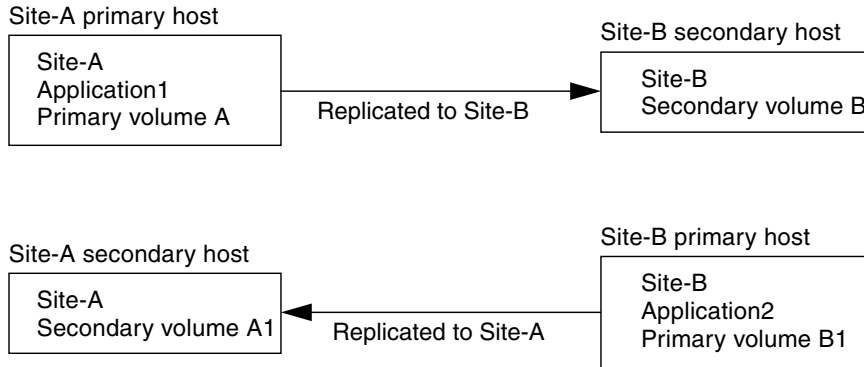 Site-A primary host
Site-A
Application1
Primary volume A
Replicated to Site-B
Site-B secondary host
Site-B
Secondary volume B
Site-A secondary host
Site-A
Secondary volume A1
Replicated to Site-A
Site-B primary host
Site-B
Application2
Primary volume B1